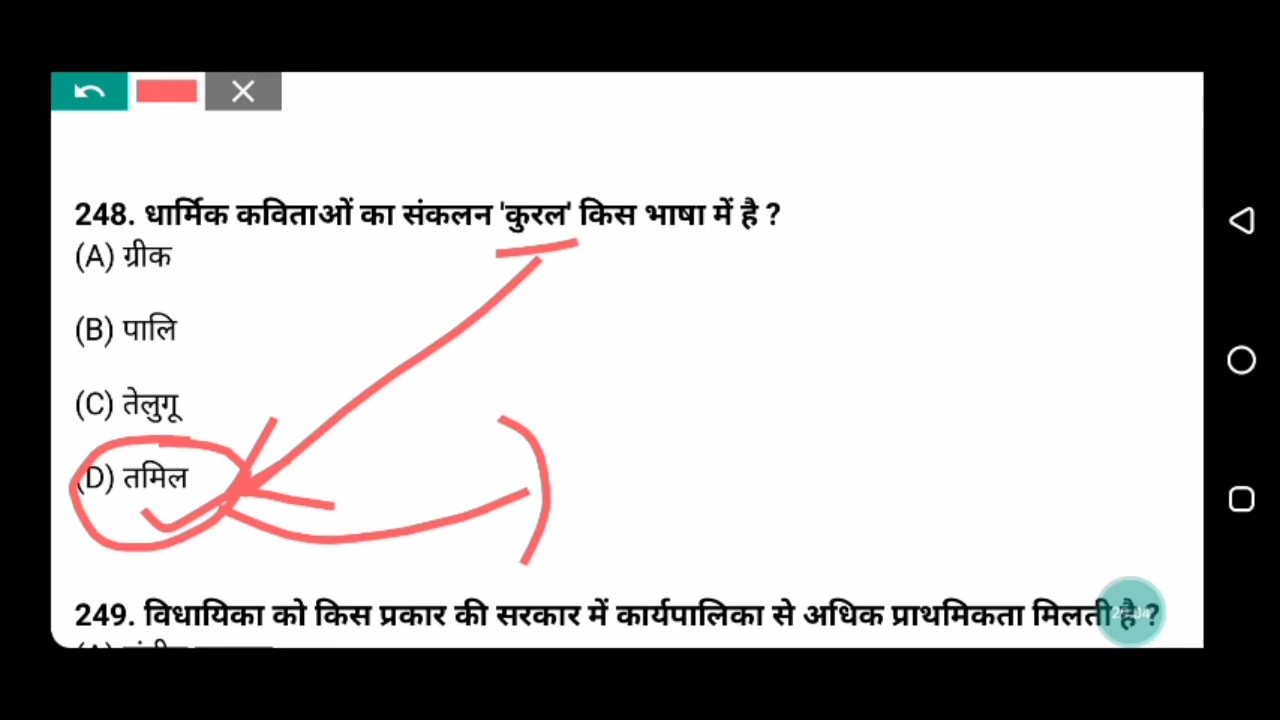 248. धार्मिक कविताओं का संकलन 'कुरल' किस भाषा में है ?
(A) ग्रीक
(B) पालि
(C) तेलुगू
(D) तमिल
249. विधायिका को किस प्रकार की सरकार में कार्यपालिका से अधिक प्राथमिकता मिलती है ?